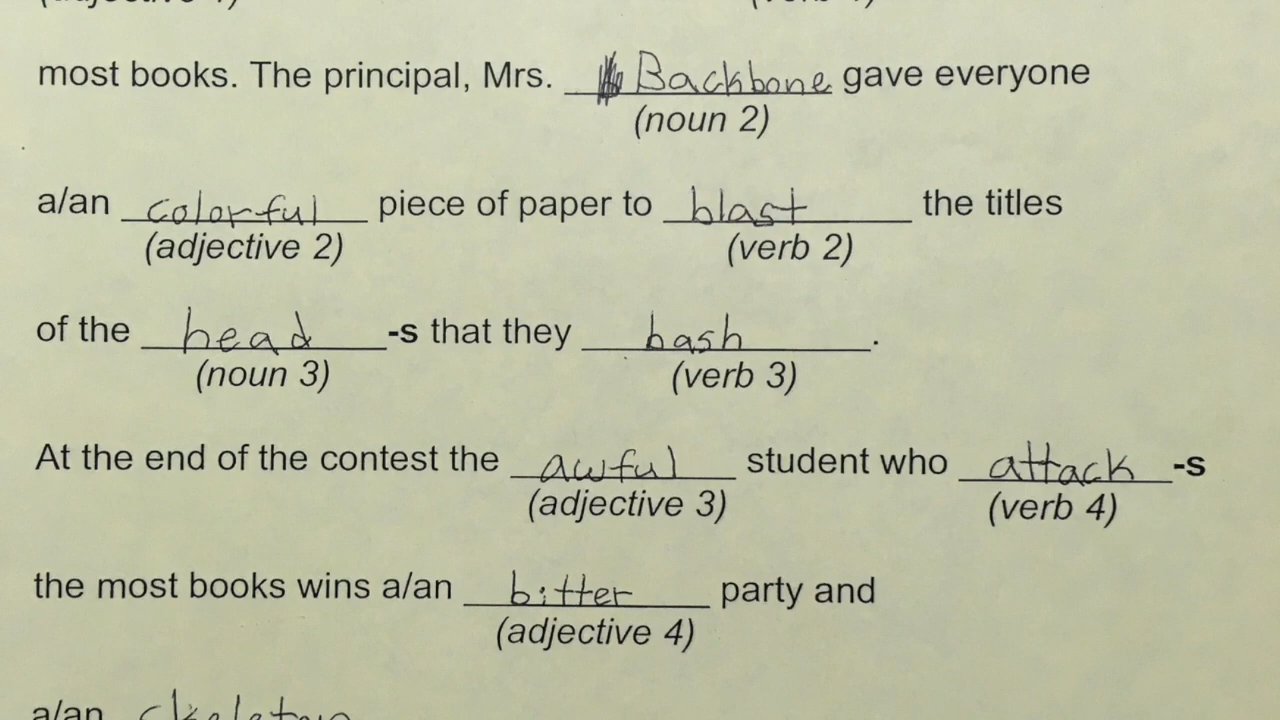 most books. The principal, Mrs. Backbone gave everyone
(noun 2)
a/an colorful piece of paper to blast the titles
(adjective 2) (verb 2)
of the head -s that they bash.
(noun 3) (verb 3)
At the end of the contest the awful student who attack -s
(adjective 3) (verb 4)
the most books wins a/an bitter party and
(adjective 4)
a/an skeleton